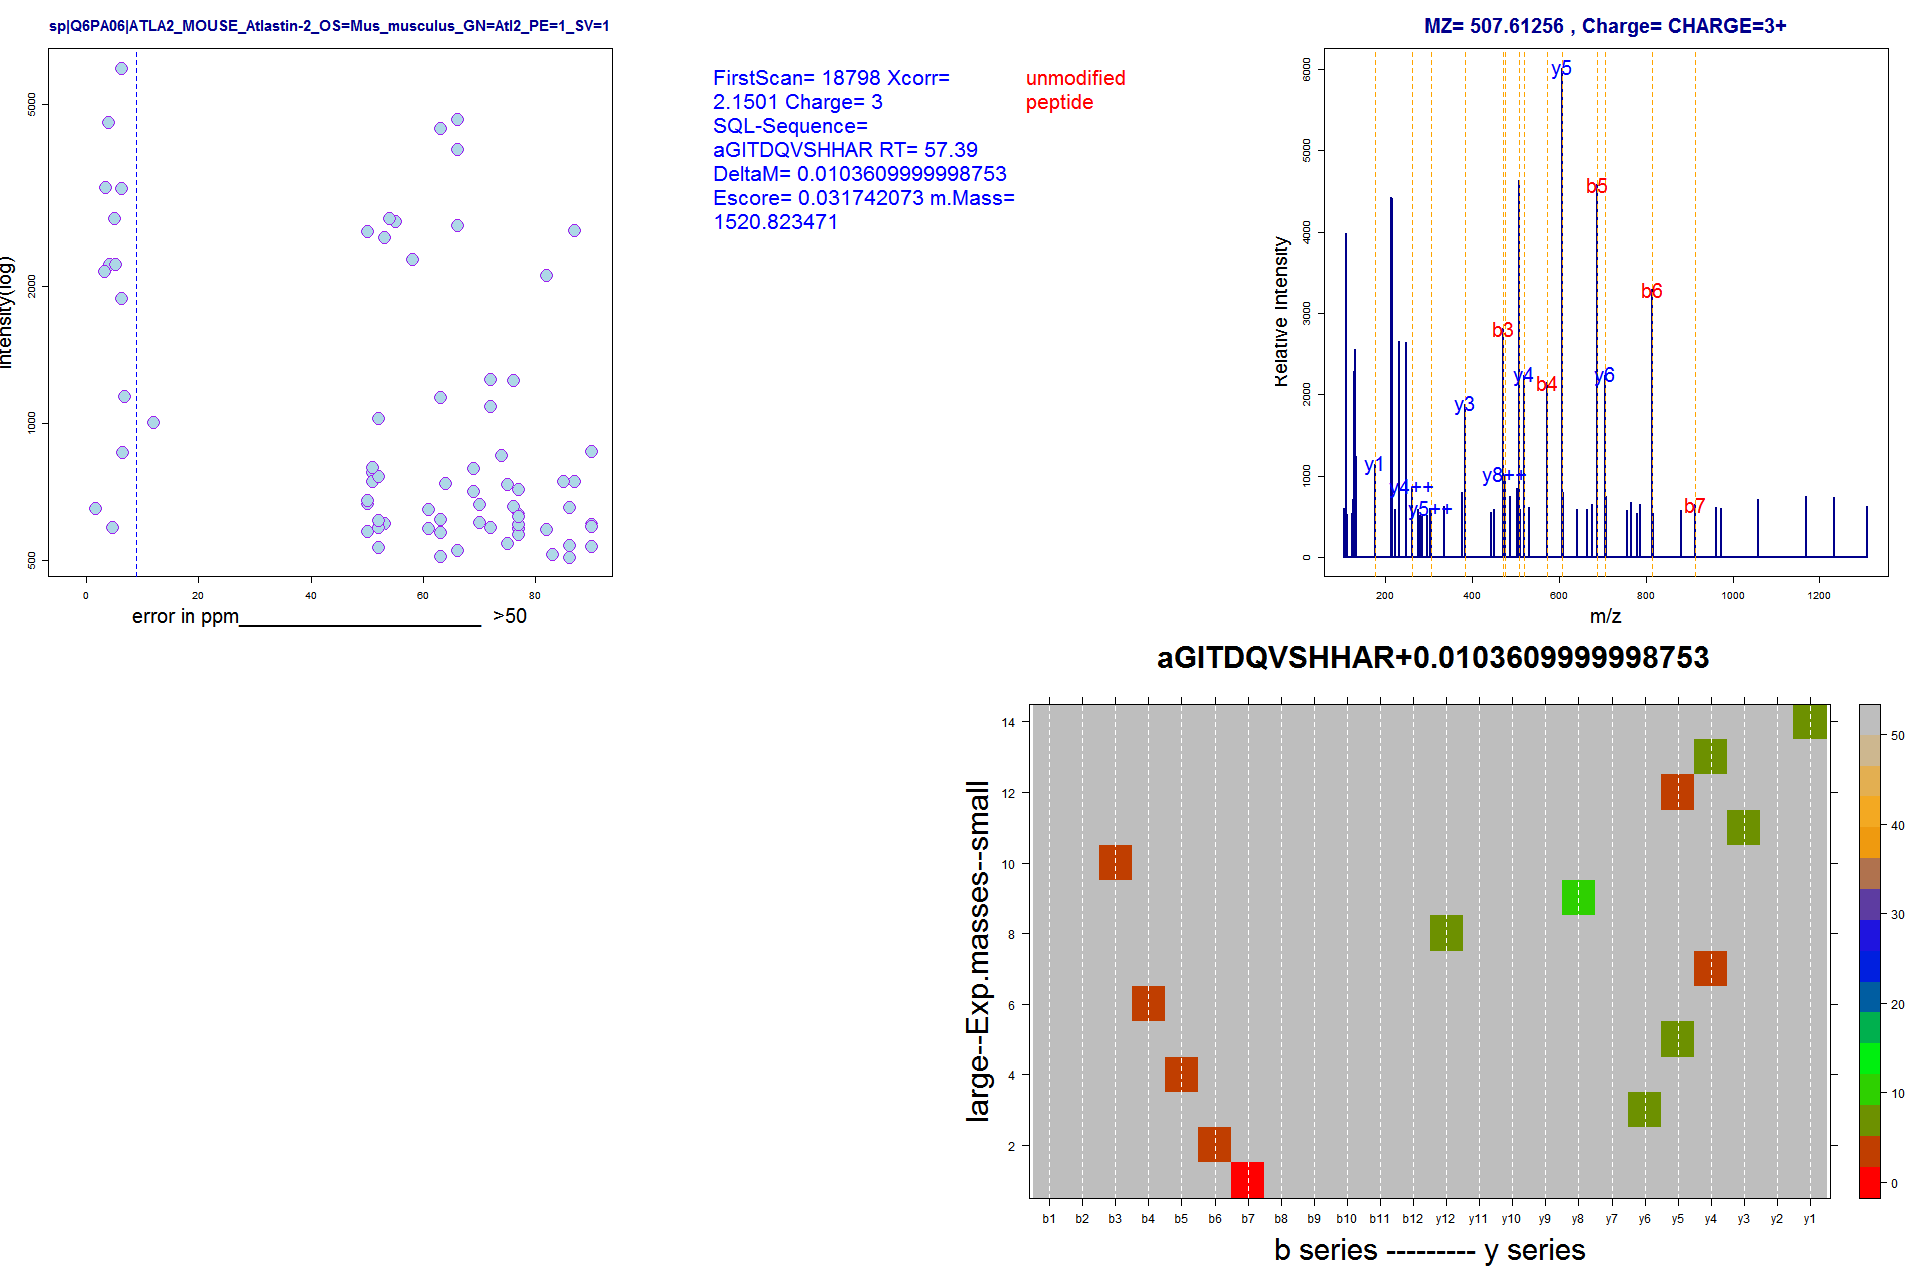 sp|Q6PA06|ATLA2_MOUSE_Atlastin-2_OS=Mus_musculus_GN=Atl2_PE=1_SV=1
5000
2000
1000
500
0 20 40 60 80
error in ppm______________________ >50
FirstScan= 18798 Xcorr=
2.1501 Charge= 3
SQL-Sequence=
aGITDQVSHHAR RT= 57.39
DeltaM= 0.0103609999998753
Escore= 0.031742073 m.Mass=
1520.823471
unmodified
peptide
MZ= 507.61256 , Charge= CHARGE=3+
Relative Intensity
6000
5000
4000
3000
2000
1000
0
y5
b5
b6
b3
y4
b4
y6
y3
y1
y8++
y4++
y5++
b7
200 400 600 800 1000 1200
m/z
aGITDQVSHHAR+0.0103609999998753
large--Exp.masses--small
14
12
10
8
6
4
2
b1 b2 b3 b4 b5 b6 b7 b8 b9 b10 b11 b12 y12 y11 y10 y9 y8 y7 y6 y5 y4 y3 y2 y1
b series --------- y series
50
40
30
20
10
0